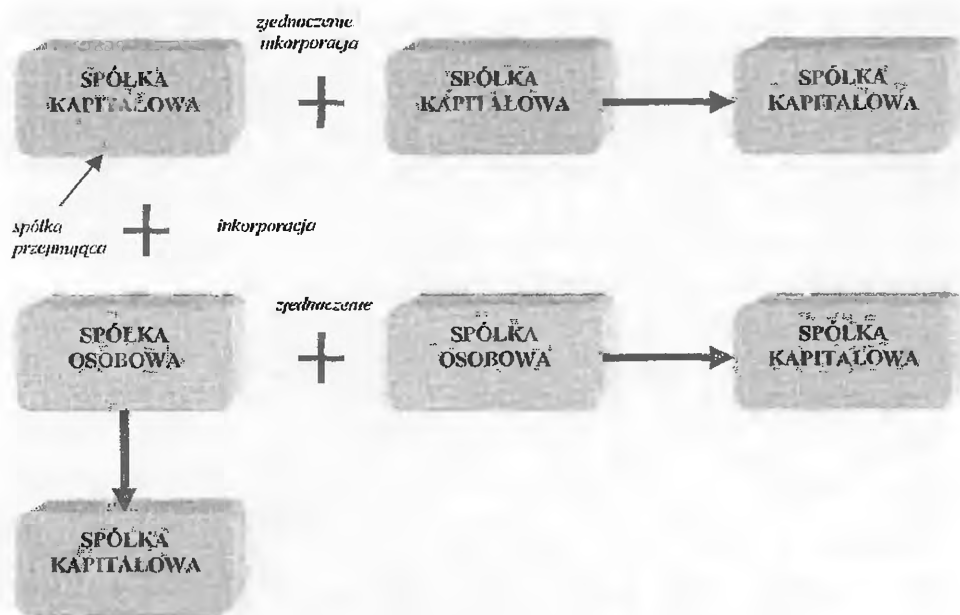 zjednoczenie
inkorporacja
SPÓŁKA
KAPITAŁOWA
SPÓŁKA
KAPITAŁOWA
SPÓŁKA
KAPITAŁOWA
spółka
przejmująca
inkorporacja
zjednoczenie
SPÓŁKA
OSOBOWA
SPÓŁKA
OSOBOWA
SPÓŁKA
KAPITAŁOWA
SPÓŁKA
KAPITAŁOWA